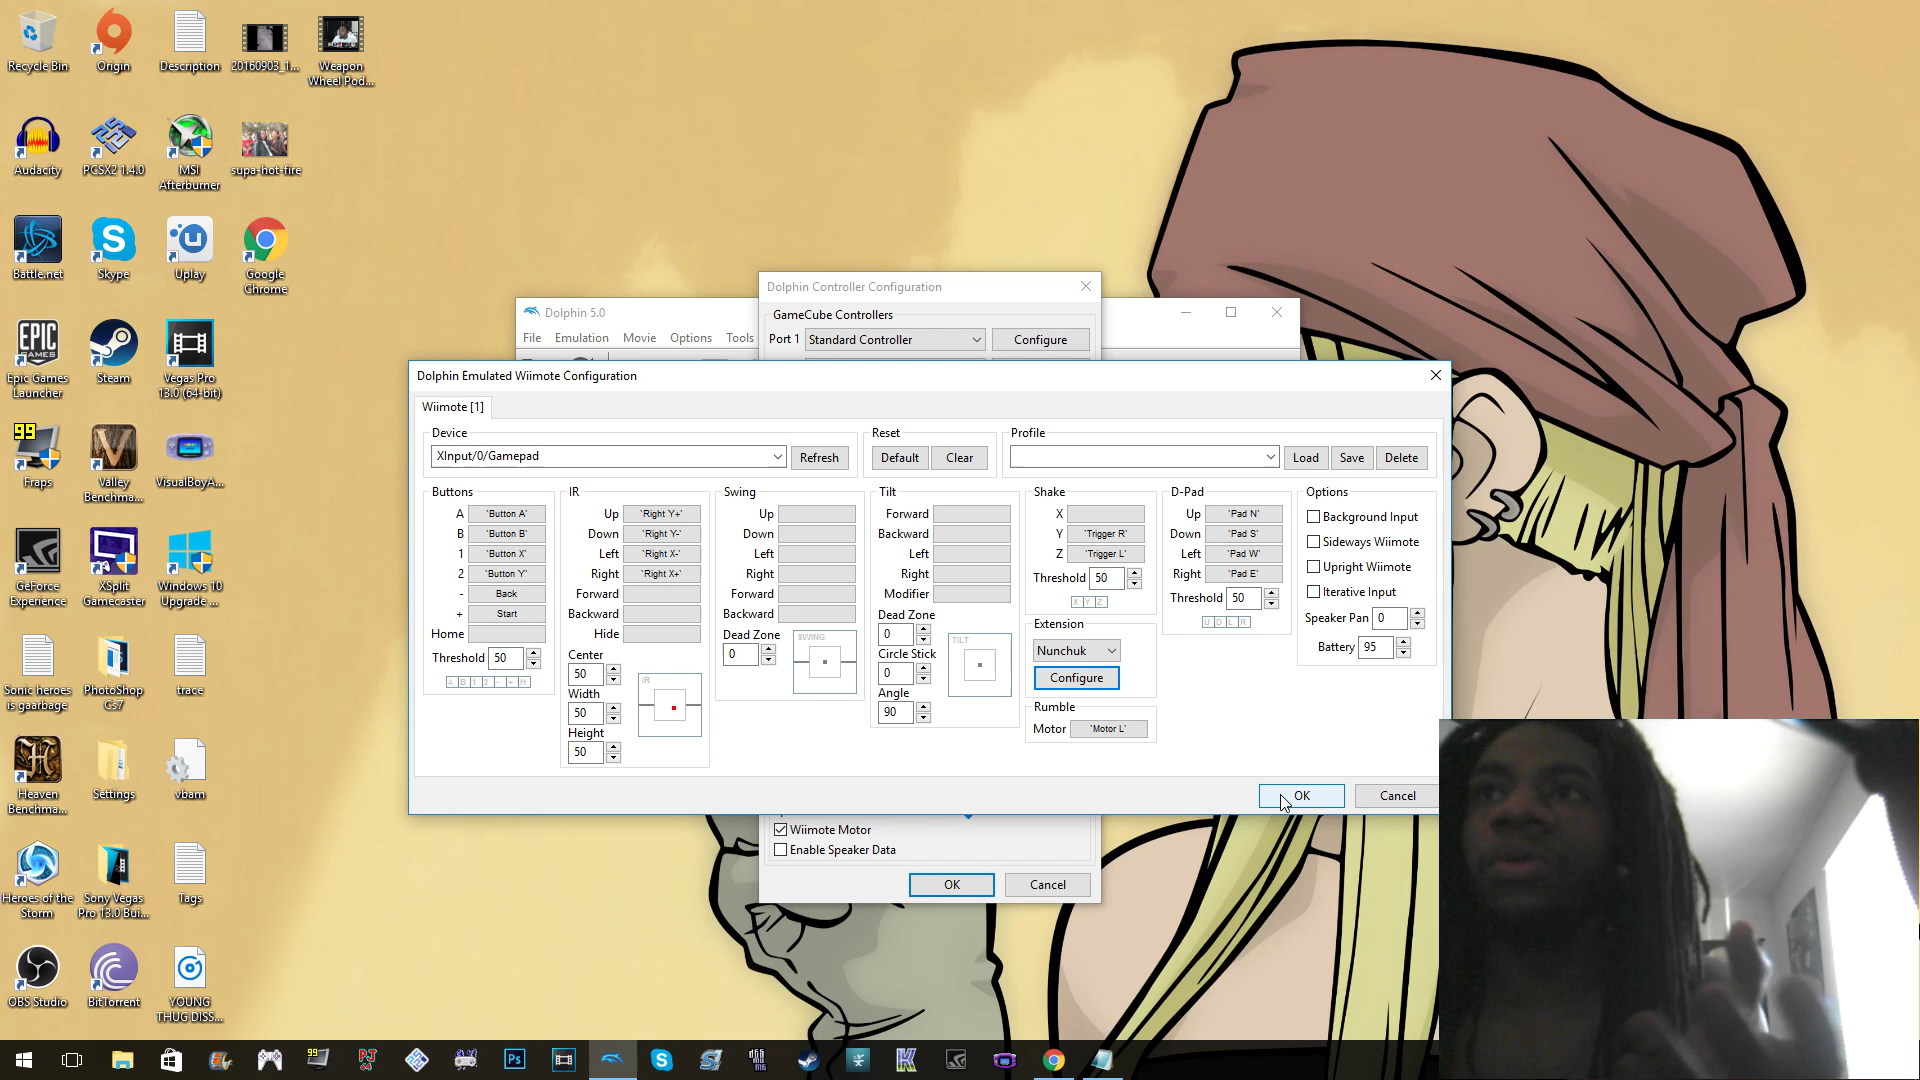 Recycle Bin
Origin
Description
20160903_1...
Weapon
Wheel Pod...
Audacity
PCSX2 1.4.0
MSI
Afterburner
supa-hot-fire
Battle.net
Skype
Uplay
Google
Chrome
EPIC
GAMES
Epic Games
Launcher
Steam
Vegas Pro
13.0 (64-bit)
99
Fraps
Valley
Benchma...
VisualBoyA...
GeForce
Experience
XSplit
Gamecaster
Windows 10
Upgrade ...
Sonic heroes
is gaarbage
PhotoShop
Cs7
trace
Heaven
Benchma...
Settings
vbam
Heroes of the
Storm
Sony Vegas
Pro 13.0 Bui...
Tags
OBS Studio
BitTorrent
YOUNG
THUG DISS...
Dolphin Controller Configuration
GameCube Controllers
Port 1 Standard Controller Configure
Dolphin 5.0
File Emulation Movie Options Tools
Dolphin Emulated Wiimote Configuration
Wiimote [1]
Device
XInput/0/Gamepad
Refresh
Reset
Default Clear
Profile
Load Save Delete
Buttons
A `Button A`
B `Button B`
1 `Button X`
2 `Button Y`
- Back
+ Start
Home
Threshold 50
A B 1 2 - + H
IR
Up `Right Y+`
Down `Right Y-`
Left `Right X-`
Right `Right X+`
Forward
Backward
Hide
Center
50
Width
50
Height
50
IR
Swing
Up
Down
Left
Right
Forward
Backward
Dead Zone
0
SWING
Tilt
Forward
Backward
Left
Right
Modifier
Dead Zone
0
Circle Stick
0
Angle
90
TILT
Shake
X
Y `Trigger R`
Z `Trigger L`
Threshold 50
X Y Z
Extension
Nunchuk
Configure
Rumble
Motor `Motor L`
D-Pad
Up `Pad N`
Down `Pad S`
Left `Pad W`
Right `Pad E`
Threshold 50
U D L R
Options
Background Input
Sideways Wiimote
Upright Wiimote
Iterative Input
Speaker Pan 0
Battery 95
OK Cancel
Wiimote Motor
Enable Speaker Data
OK Cancel
99
Ps